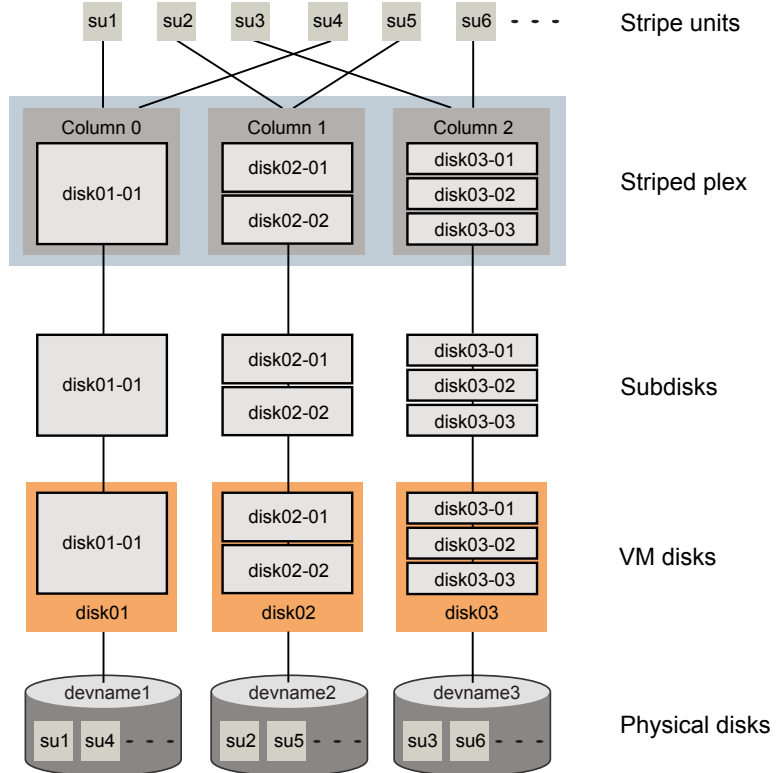 su1 su2 su3 su4 su5 su6 - - - Stripe units
Column 0 Column 1 Column 2
disk01-01 disk02-01 disk02-02 disk03-01 disk03-02 disk03-03 Striped plex
disk01-01 disk02-01 disk02-02 disk03-01 disk03-02 disk03-03 Subdisks
disk01-01 disk02-01 disk02-02 disk03-01 disk03-02 disk03-03 VM disks
disk01 disk02 disk03
devname1 devname2 devname3
su1 su4 - - - - su2 su5 - - - - su3 su6 - - - - Physical disks